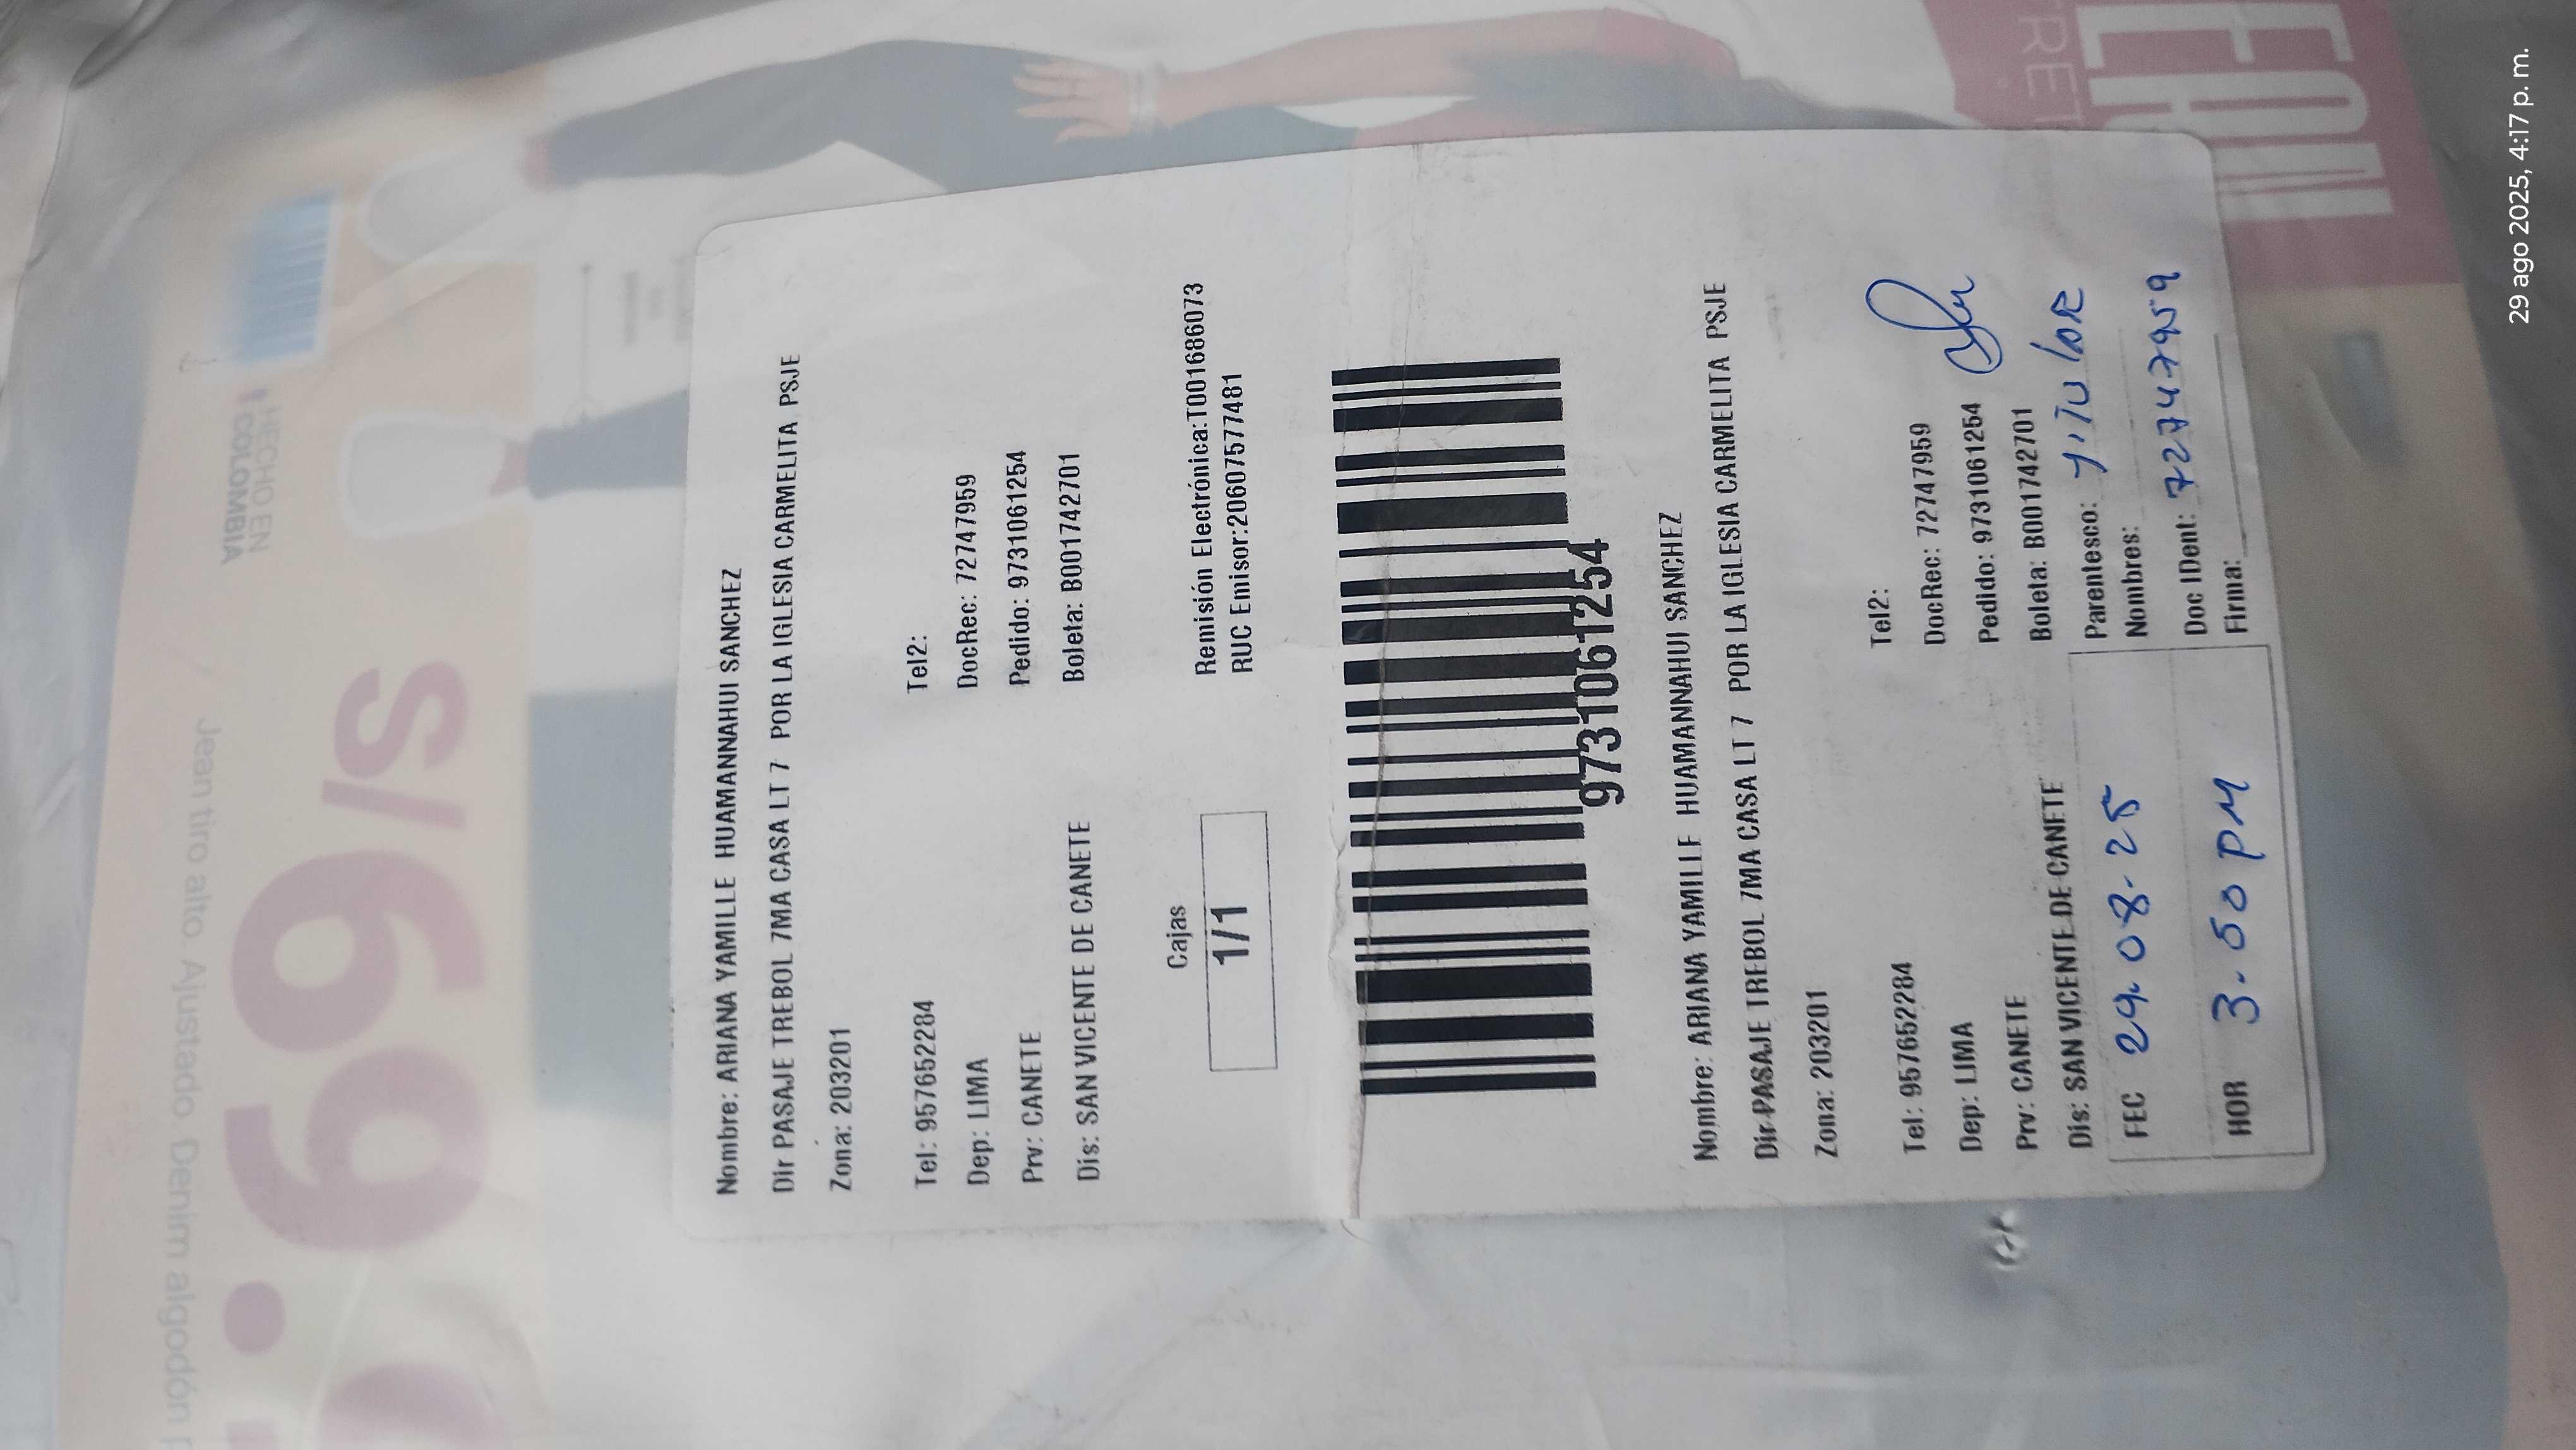 HECHO EN
COLOMBIA
Jean tiro alto. Ajustado. Denim algodón
S/69.
Nombre: ARIANA YAMILLE HUAMANNAHUI SANCHEZ
Dir PASAJE TREBOL 7MA CASA LT 7 POR LA IGLESIA CARMELITA PSJE
Zona: 203201
Tel: 957652284 Tel2:
Dep: LIMA DocRec: 72747959
Prv: CANETE Pedido: 97310612​54
Dis: SAN VICENTE DE CANETE Boleta: B001742701
Cajas
1/1
Remisión Electrónica:T001686073
RUC Emisor:20607577481
9731061254
Nombre: ARIANA YAMILLE HUAMANNAHUI SANCHEZ
Dir PASAJE TREBOL 7MA CASA LT 7 POR LA IGLESIA CARMELITA PSJE
Zona: 203201
Tel: 957652284 Tel2:
Dep: LIMA DocRec: 72747959
Prv: CANETE Pedido: 9731061254
Dis: SAN VICENTE DE CANETE Boleta: B001742701
FEC 29.08.25 Parentesco: Titular
Nombres:
HOR 3.50 PM Doc IDent: 72747959
Firma:
29 ago 2025, 4:17 p. m.